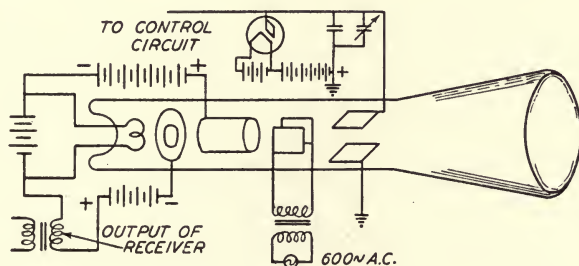 TO CONTROL
CIRCUIT
- +
+
+ -
OUTPUT OF
RECEIVER
600~A.C.